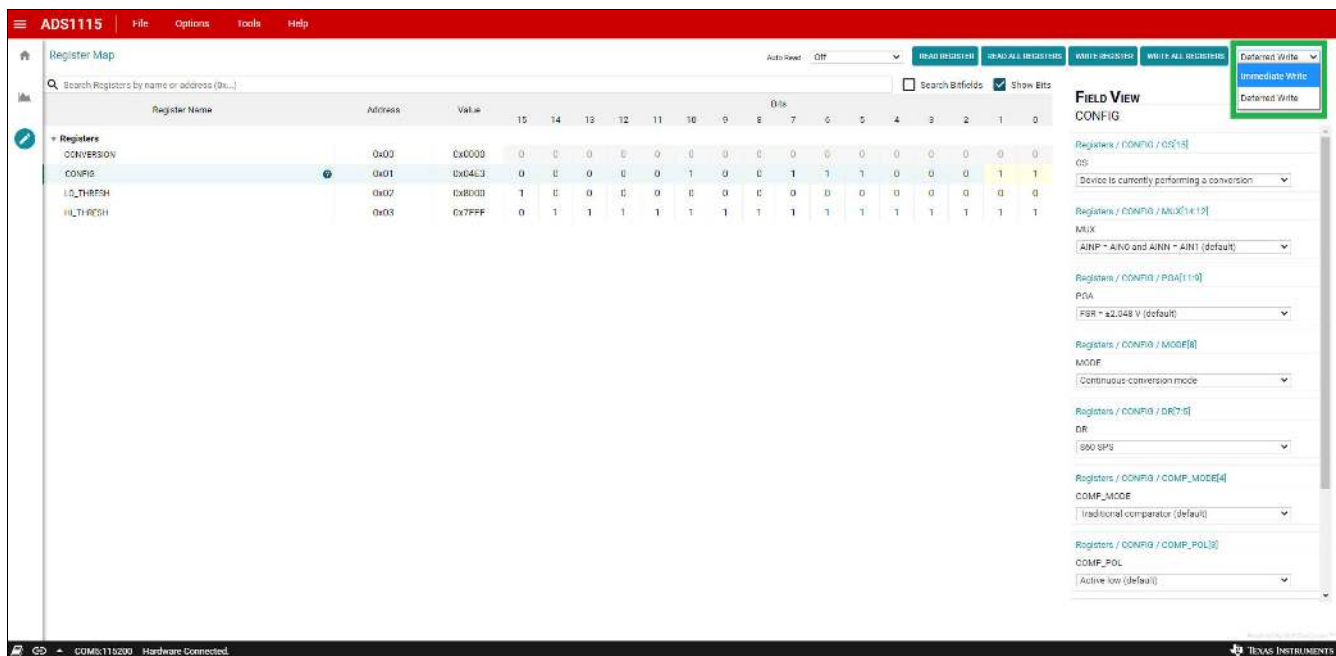 ADS1115 File Options Tools Help
Register Map
Auto Read Off READ REGISTER READ ALL REGISTERS WRITE REGISTER WRITE ALL REGISTERS Deferred Write
Immediate Write
Deferred Write
Search Registers by name or address (0x...) Search Bitfields Show Bits
FIELD VIEW
CONFIG
Register Name Address Value Bits
15 14 13 12 11 10 9 8 7 6 5 4 3 2 1 0
Registers
CONVERSION 0x00 0x0000 0 0 0 0 0 0 0 0 0 0 0 0 0 0 0 0
CONFIG 0x01 0x04E3 0 0 0 0 0 1 0 0 1 1 1 0 0 0 1 1
LO_THRESH 0x02 0x8000 1 0 0 0 0 0 0 0 0 0 0 0 0 0 0 0
HI_THRESH 0x03 0x7FFF 0 1 1 1 1 1 1 1 1 1 1 1 1 1 1 1
Registers / CONFIG / OS[15]
OS
Device is currently performing a conversion
Registers / CONFIG / MUX[14:12]
MUX
AINP = AIN0 and AINN = AIN1 (default)
Registers / CONFIG / PGA[11:9]
PGA
FSR = ±2.048 V (default)
Registers / CONFIG / MODE[8]
MODE
Continuous-conversion mode
Registers / CONFIG / DR[7:5]
DR
860 SPS
Registers / CONFIG / COMP_MODE[4]
COMP_MODE
Traditional comparator (default)
Registers / CONFIG / COMP_POL[3]
COMP_POL
Active low (default)
COM5:115200 Hardware Connected.
TEXAS INSTRUMENTS